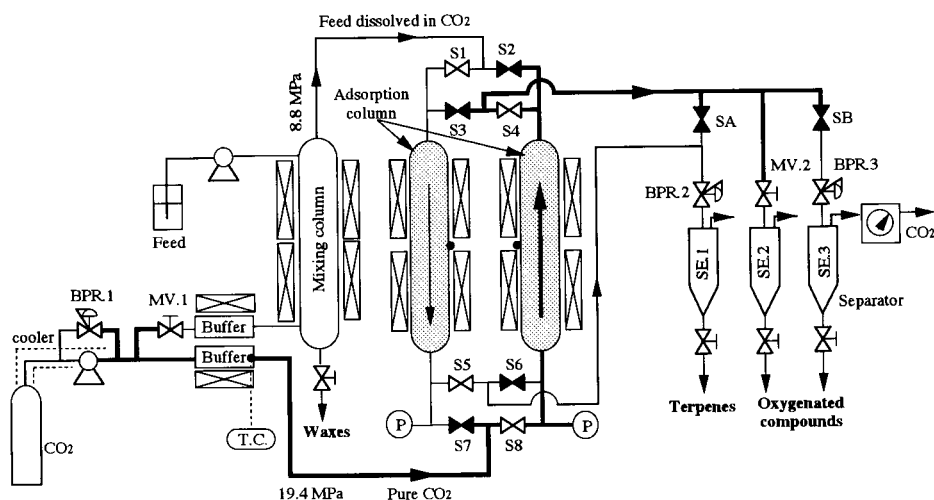 Feed dissolved in CO2
8.8 MPa
S1
S2
Adsorption
column
S3
S4
SA
SB
MV.2
BPR.2
BPR.3
Feed
Mixing column
SE.1
SE.2
SE.3
CO2
Separator
BPR.1
MV.1
cooler
Buffer
Buffer
S5
S6
Terpenes
Oxygenated
compounds
P
P
S7
S8
Waxes
T.C.
CO2
19.4 MPa
Pure CO2